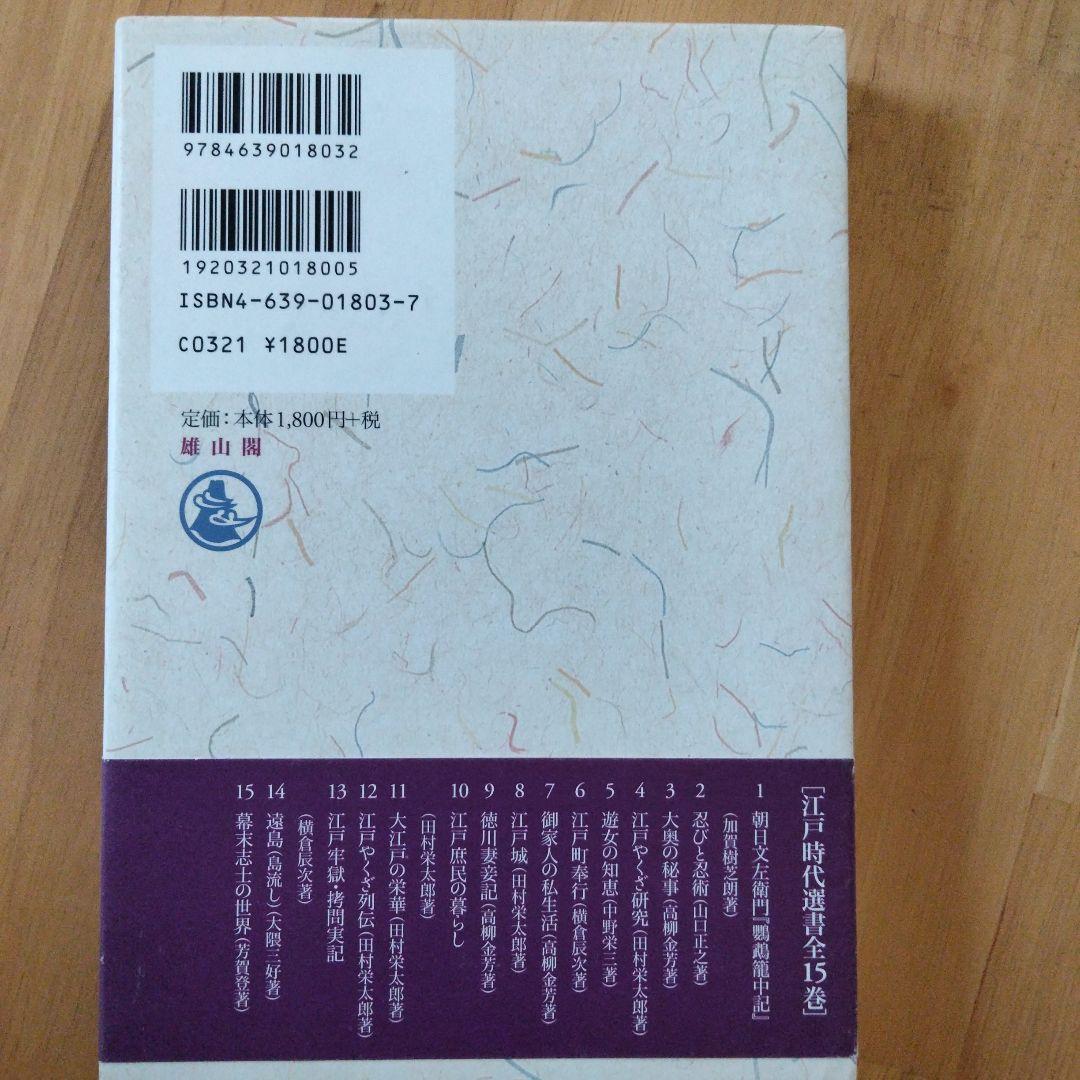 9784639018032
1920321018005
ISBN4-639-01803-7
C0321 ¥1800E
定価：本体1,800円+税
雄山閣
［江戸時代選書全15巻］
1 朝日文左衛門『鸚鵡籠中記』
（加賀樹芝朗著）
2 忍びと忍術（山口正之著）
3 大奥の秘事（高柳金芳著）
4 江戸やくざ研究（田村栄太郎著）
5 遊女の知恵（中野栄三著）
6 江戸町奉行（横倉辰次著）
7 御家人の私生活（高柳金芳著）
8 江戸城（田村栄太郎著）
9 徳川妻妾記（高柳金芳著）
10 江戸庶民の暮らし
（田村栄太郎著）
11 大江戸の栄華（田村栄太郎著）
12 江戸やくざ列伝（田村栄太郎著）
13 江戸牢獄・拷問実記
（横倉辰次著）
14 遠島（島流し）（大隈三好著）
15 幕末志士の世界（芳賀登著）